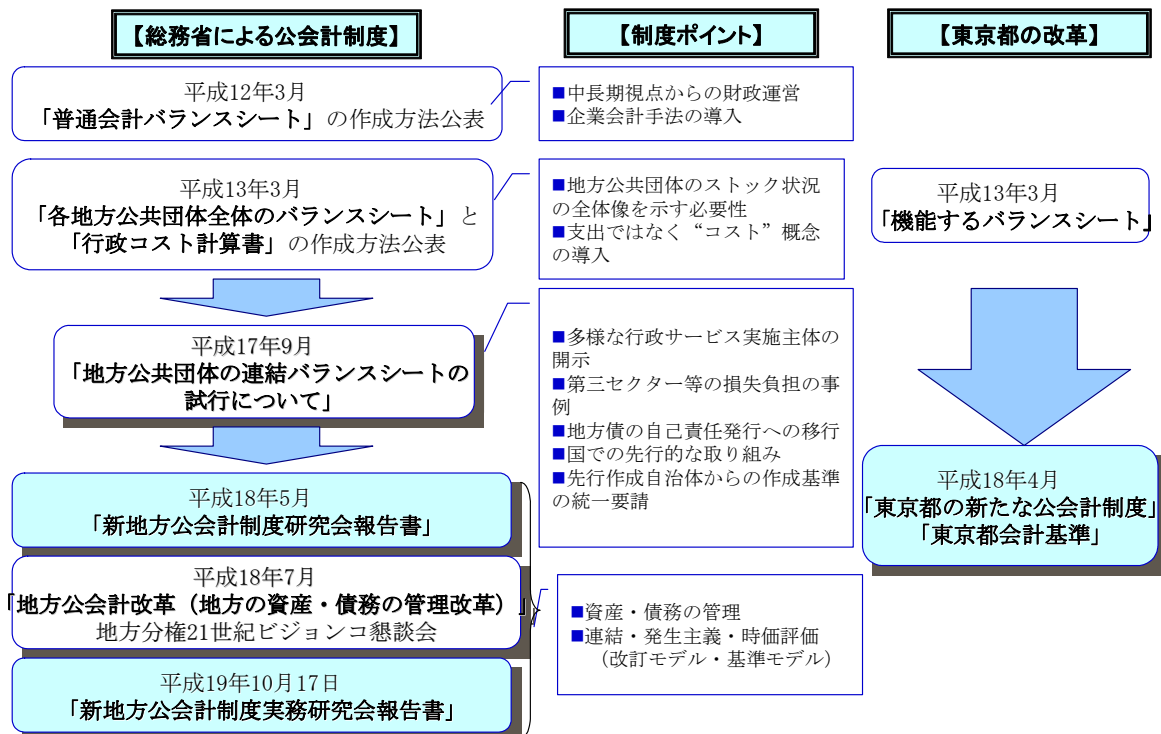 【総務省による公会計制度】
【制度ポイント】
【東京都の改革】
平成12年3月
「普通会計バランスシート」の作成方法公表
■中長期視点からの財政運営
■企業会計手法の導入
平成13年3月
「各地方公共団体全体のバランスシート」と
「行政コスト計算書」の作成方法公表
■地方公共団体のストック状況
の全体像を示す必要性
■支出ではなく“コスト”概念
の導入
平成13年3月
「機能するバランスシート」
平成17年9月
「地方公共団体の連結バランスシートの
試行について」
■多様な行政サービス実施主体の
開示
■第三セクター等の損失負担の事
例
■地方債の自己責任発行への移行
■国での先行的な取り組み
■先行作成自治体からの作成基準
の統一要請
平成18年4月
「東京都の新たな公会計制度」
「東京都会計基準」
平成18年5月
「新地方公会計制度研究会報告書」
平成18年7月
「地方公会計改革（地方の資産・債務の管理改革）」
地方分権21世紀ビジョンコ懇談会
平成19年10月17日
「新地方公会計制度実務研究会報告書」
■資産・債務の管理
■連結・発生主義・時価評価
（改訂モデル・基準モデル）